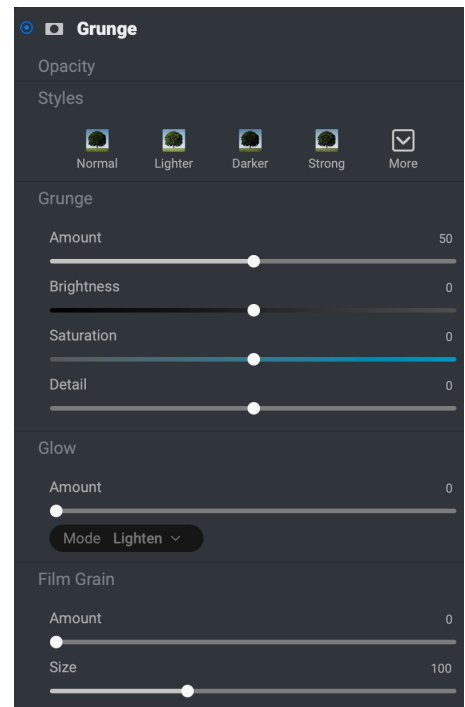 Grunge
Opacity
Styles
Normal Lighter Darker Strong More
Grunge
Amount 50
Brightness 0
Saturation 0
Detail 0
Glow
Amount 0
Mode Lighten
Film Grain
Amount 0
Size 100